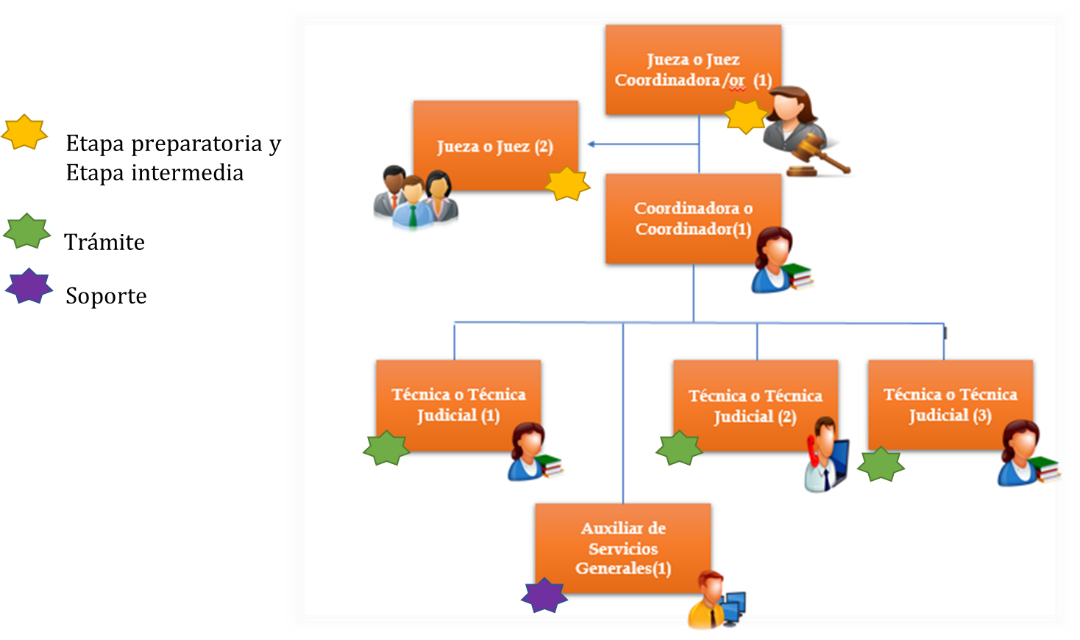 Etapa preparatoria y
Etapa intermedia
Trámite
Soporte
Jueza o Juez
Coordinadora/or (1)
Jueza o Juez (2)
Coordinadora o
Coordinador(1)
Técnica o Técnica
Judicial (1)
Técnica o Técnica
Judicial (2)
Técnica o Técnica
Judicial (3)
Auxiliar de
Servicios
Generales(1)